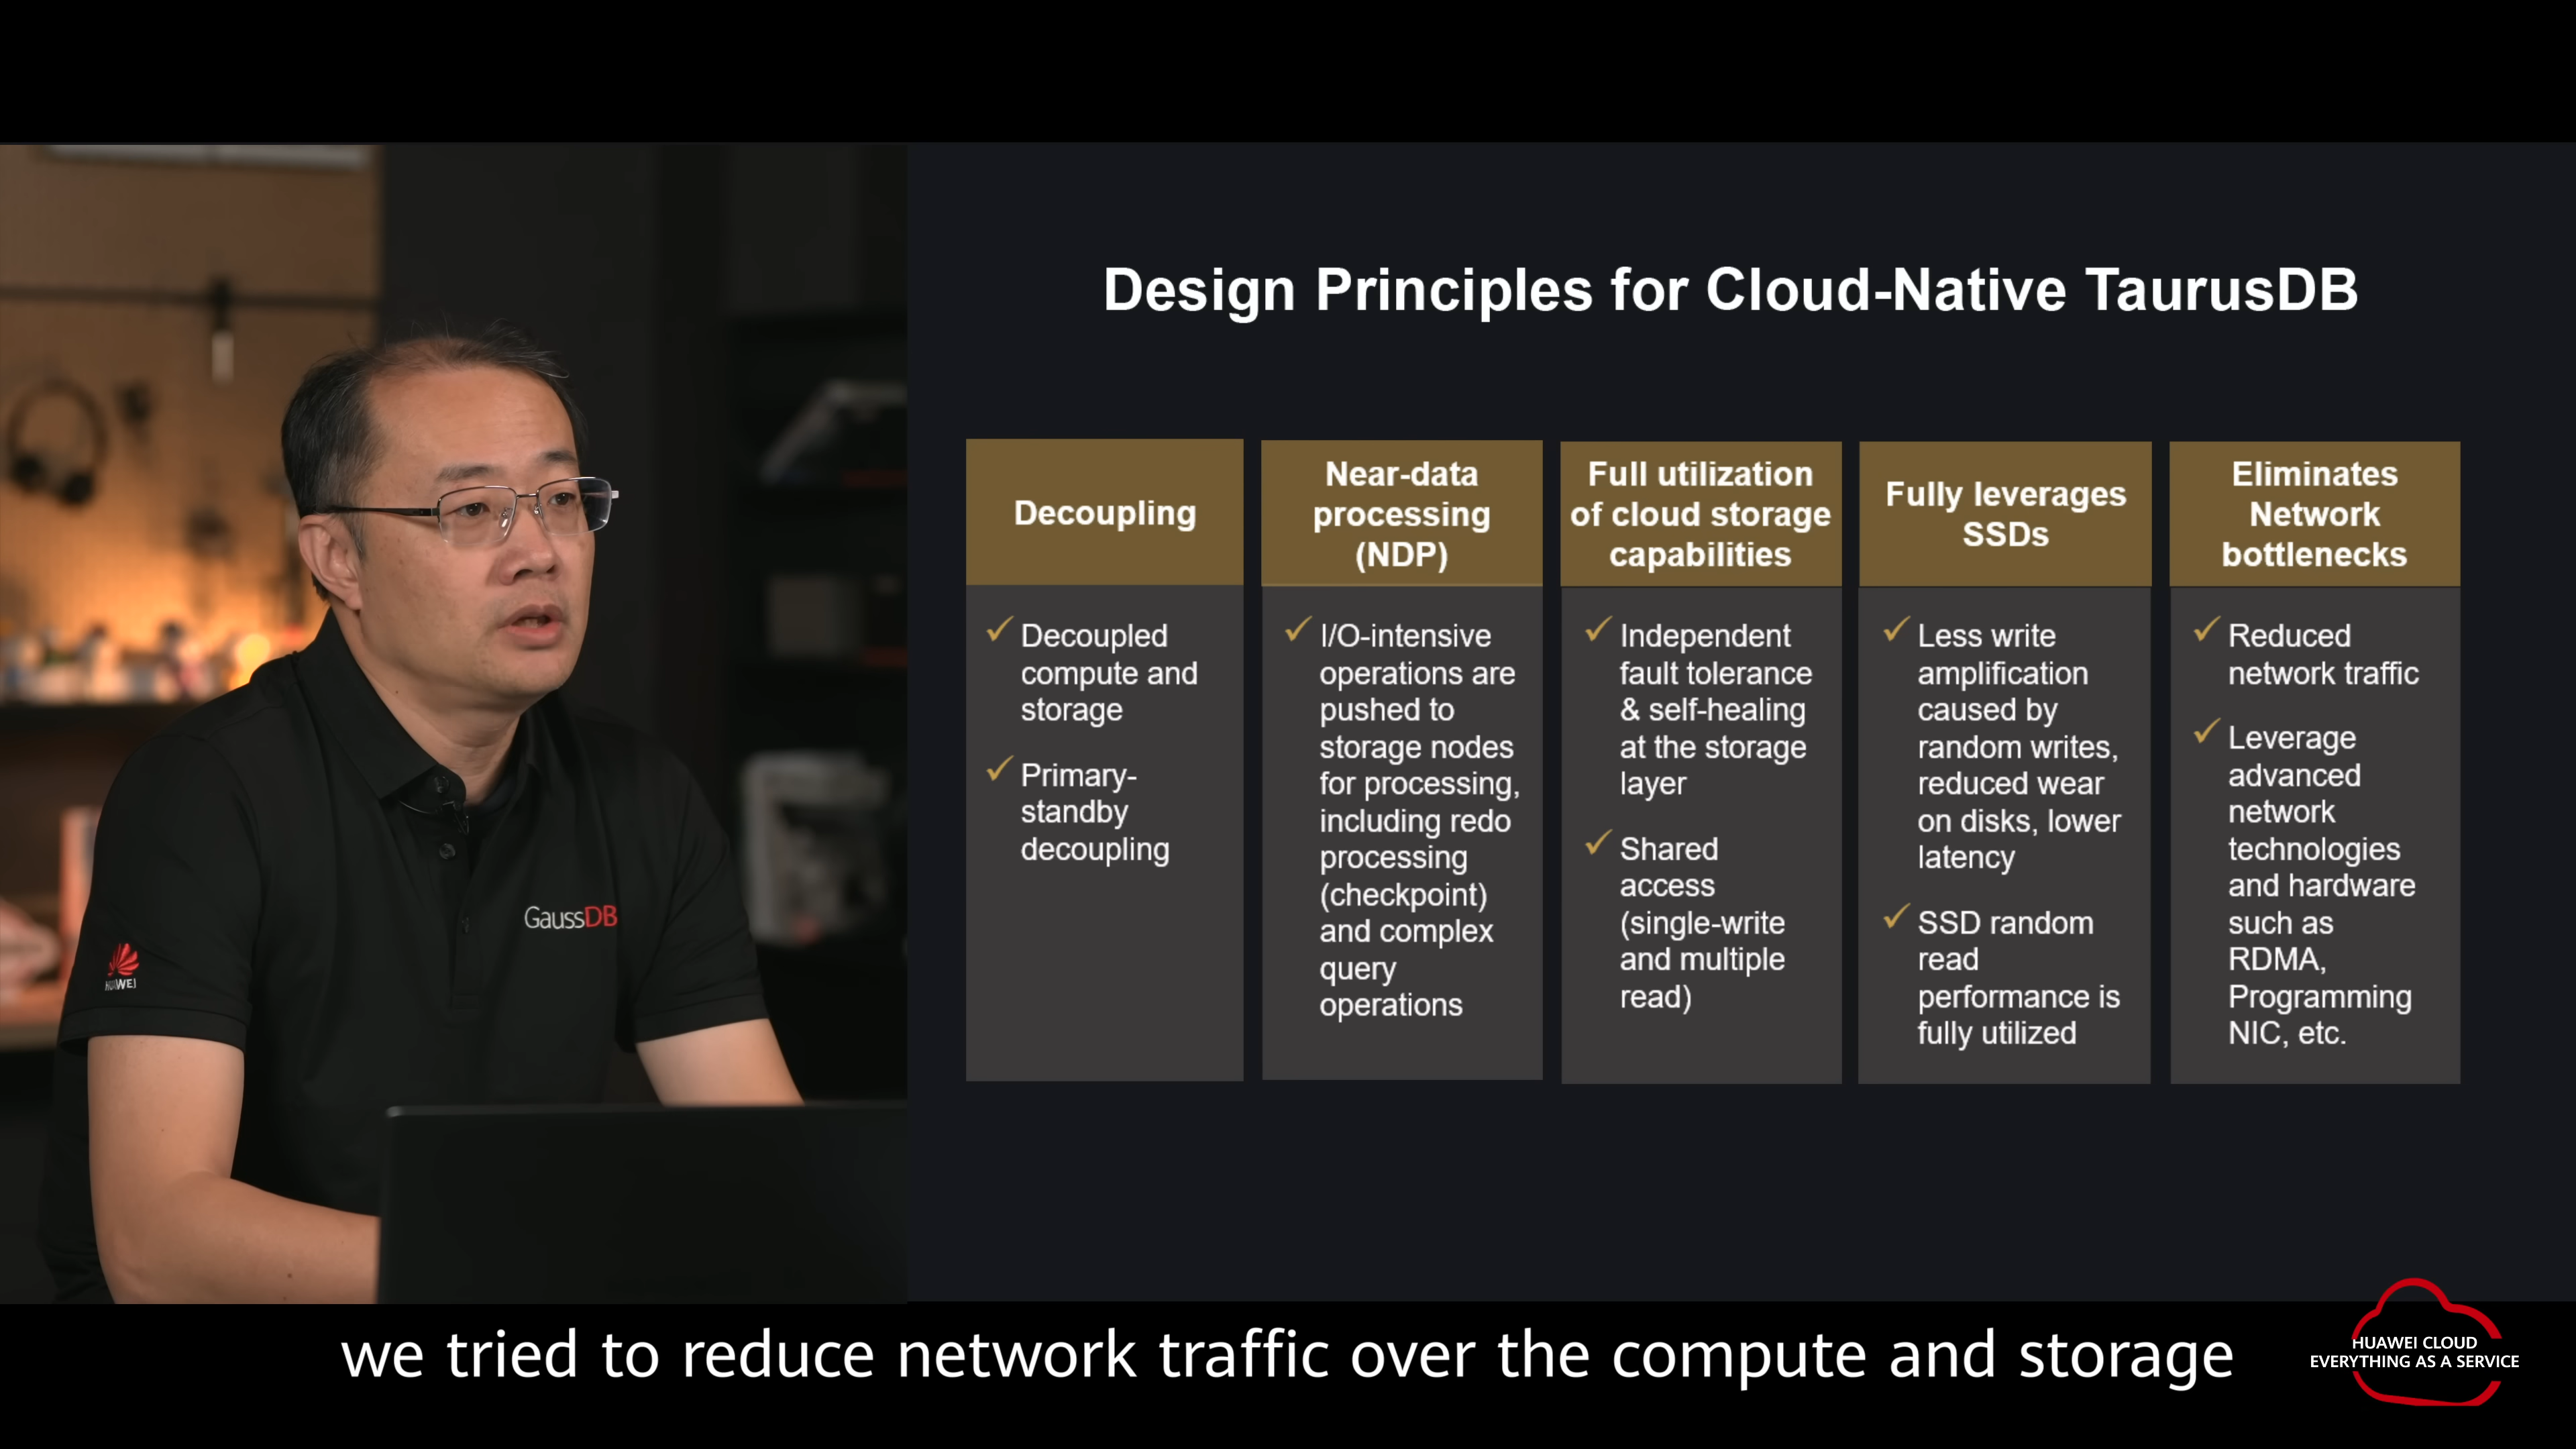 Design Principles for Cloud-Native TaurusDB
Decoupling
Decoupled
compute and
storage
Primary-
standby
decoupling
Near-data
processing
(NDP)
I/O-intensive
operations are
pushed to
storage nodes
for processing,
including redo
processing
(checkpoint)
and complex
query
operations
Full utilization
of cloud storage
capabilities
Independent
fault tolerance
& self-healing
at the storage
layer
Shared
access
(single-write
and multiple
read)
Fully leverages
SSDs
Less write
amplification
caused by
random writes,
reduced wear
on disks, lower
latency
SSD random
read
performance is
fully utilized
Eliminates
Network
bottlenecks
Reduced
network traffic
Leverage
advanced
network
technologies
and hardware
such as
RDMA,
Programming
NIC, etc.
GaussDB
HUAWEI
we tried to reduce network traffic over the compute and storage
HUAWEI CLOUD
EVERYTHING AS A SERVICE